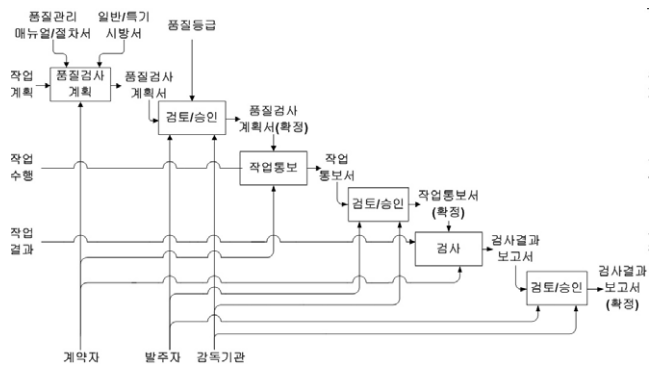 품질관리
매뉴얼/절차서
일반/특기
시방서
품질등급
작업
계획
품질검사
계획
품질검사
계획서
검토/승인
품질검사
계획서(확정)
작업
수행
작업통보
작업
통보서
검토/승인
작업통보서
(확정)
작업
결과
검사
검사결과
보고서
검토/승인
검사결과
보고서
(확정)
계약자
발주자
감독기관